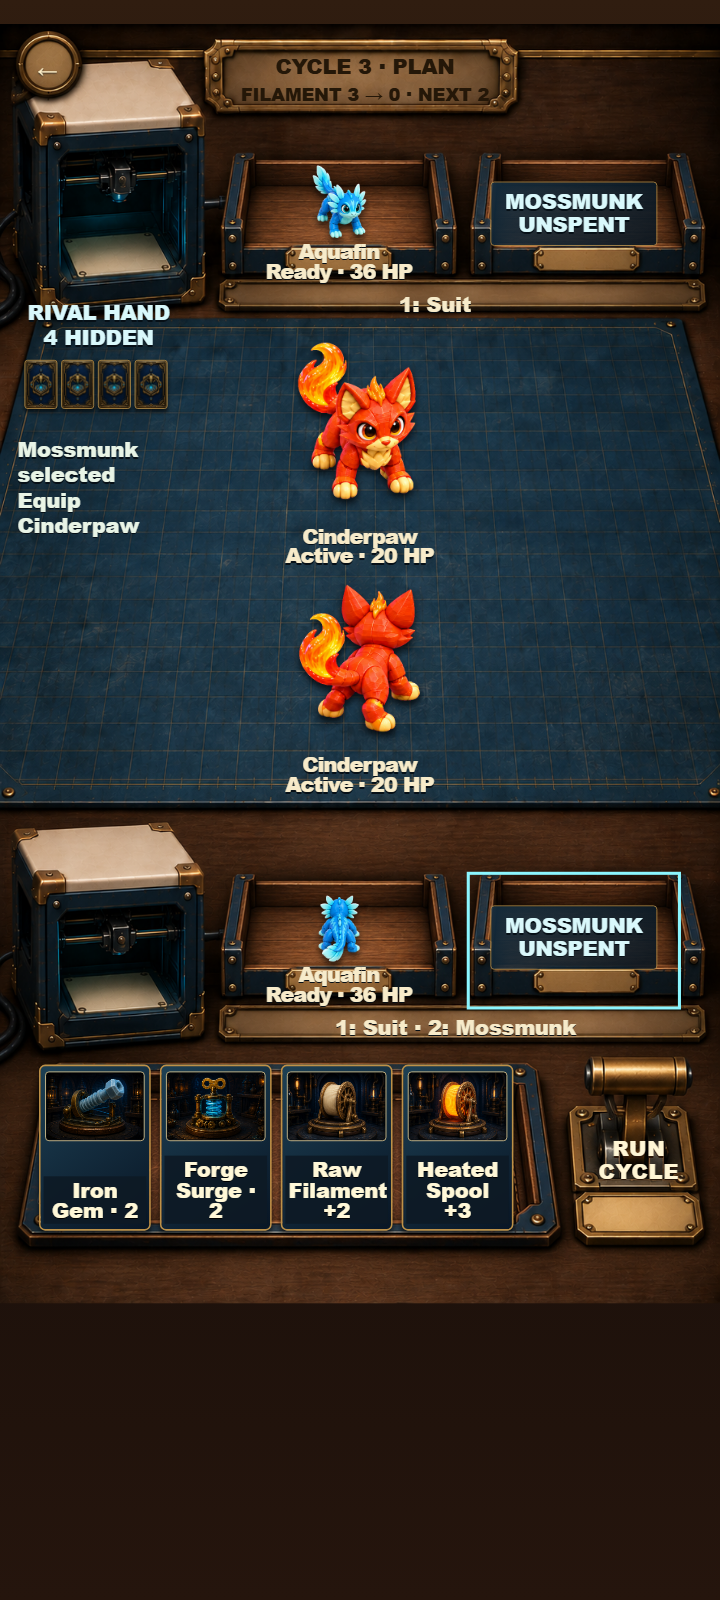 ←
CYCLE 3 · PLAN
FILAMENT 3 → 0 · NEXT 2
Aquafin
Ready · 36 HP
MOSSMUNK
UNSPENT
1: Suit
RIVAL HAND
4 HIDDEN
Mossmunk
selected
Equip
Cinderpaw
Cinderpaw
Active · 20 HP
Cinderpaw
Active · 20 HP
Aquafin
Ready · 36 HP
MOSSMUNK
UNSPENT
1: Suit · 2: Mossmunk
Iron
Gem · 2
Forge
Surge ·
2
Raw
Filament
+2
Heated
Spool
+3
RUN
CYCLE